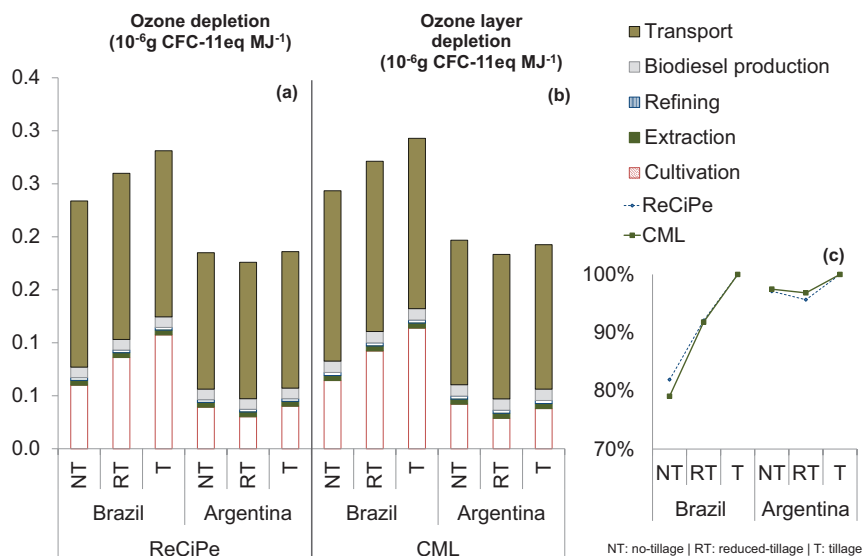 Ozone depletion
(10-6g CFC-11eq MJ-1)
Ozone layer
depletion
(10-6g CFC-11eq MJ-1)
(a)
(b)
0.4
0.3
0.3
0.2
0.2
0.1
0.1
0.0
NT RT T NT RT T NT RT T NT RT T
Brazil Argentina Brazil Argentina
ReCiPe CML
Transport
Biodiesel production
Refining
Extraction
Cultivation
ReCiPe
CML
(c)
100%
90%
80%
70%
NT RT T NT RT T
Brazil Argentina
NT: no-tillage | RT: reduced-tillage | T: tillage